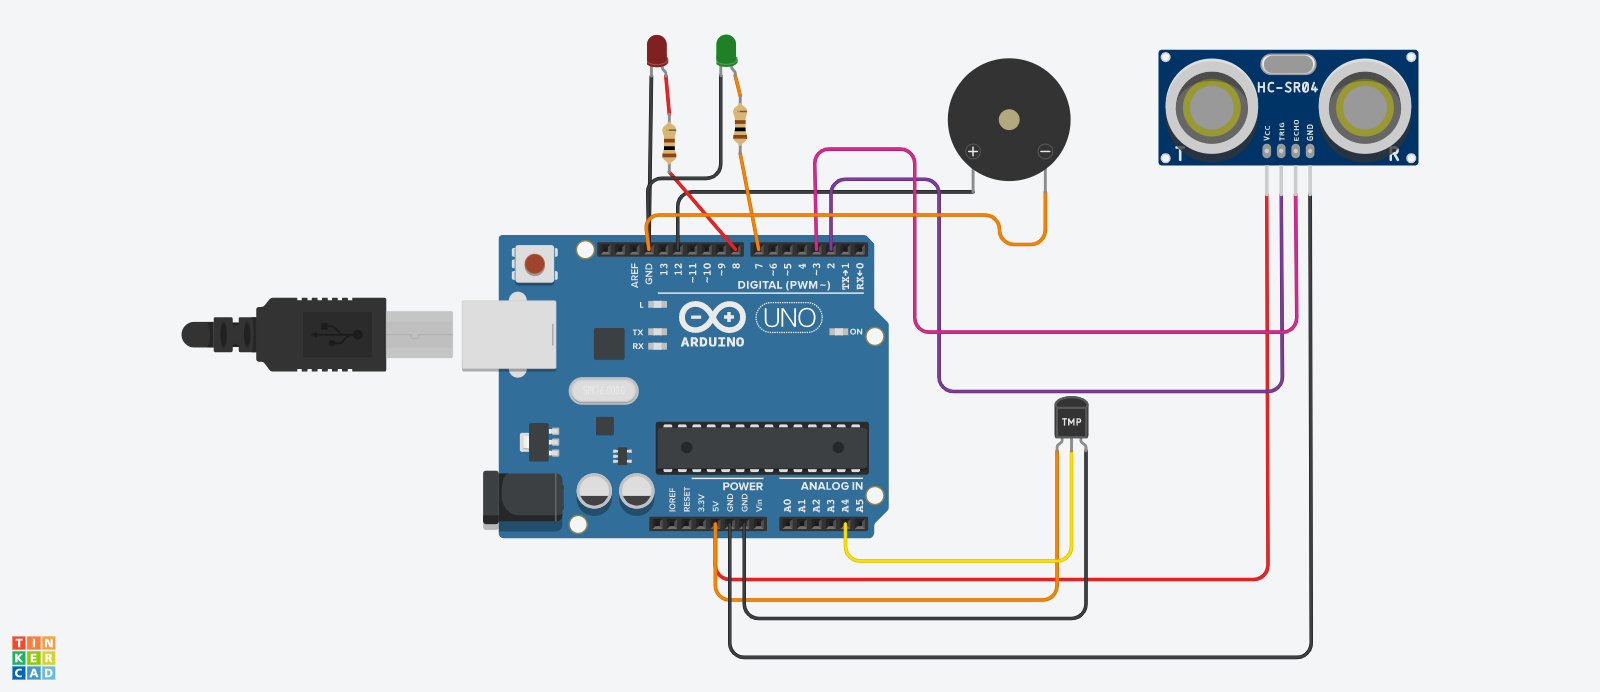 HC-SR04
VCC
TRIG
ECHO
GND
T
R
+
−
AREF
GND
13
12
~11
~10
~9
8
7
~6
~5
4
~3
2
TX→1
RX←0
DIGITAL (PWM~)
L
TX
RX
ARDUINO
UNO
ON
TMP
POWER
ANALOG IN
IOREF
RESET
3.3V
5V
GND
GND
Vin
A0
A1
A2
A3
A4
A5
TIN
KER
CAD